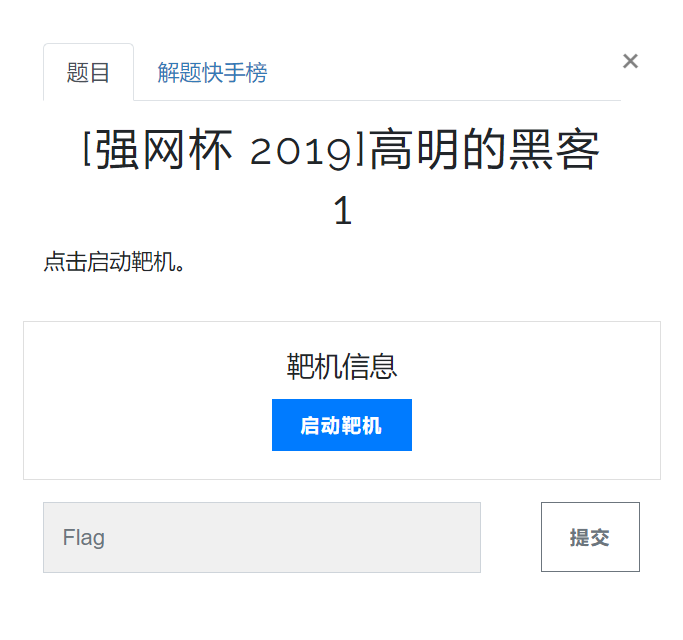 题目
解题快手榜
×
[强网杯 2019]高明的黑客
1
点击启动靶机。
靶机信息
启动靶机
Flag
提交